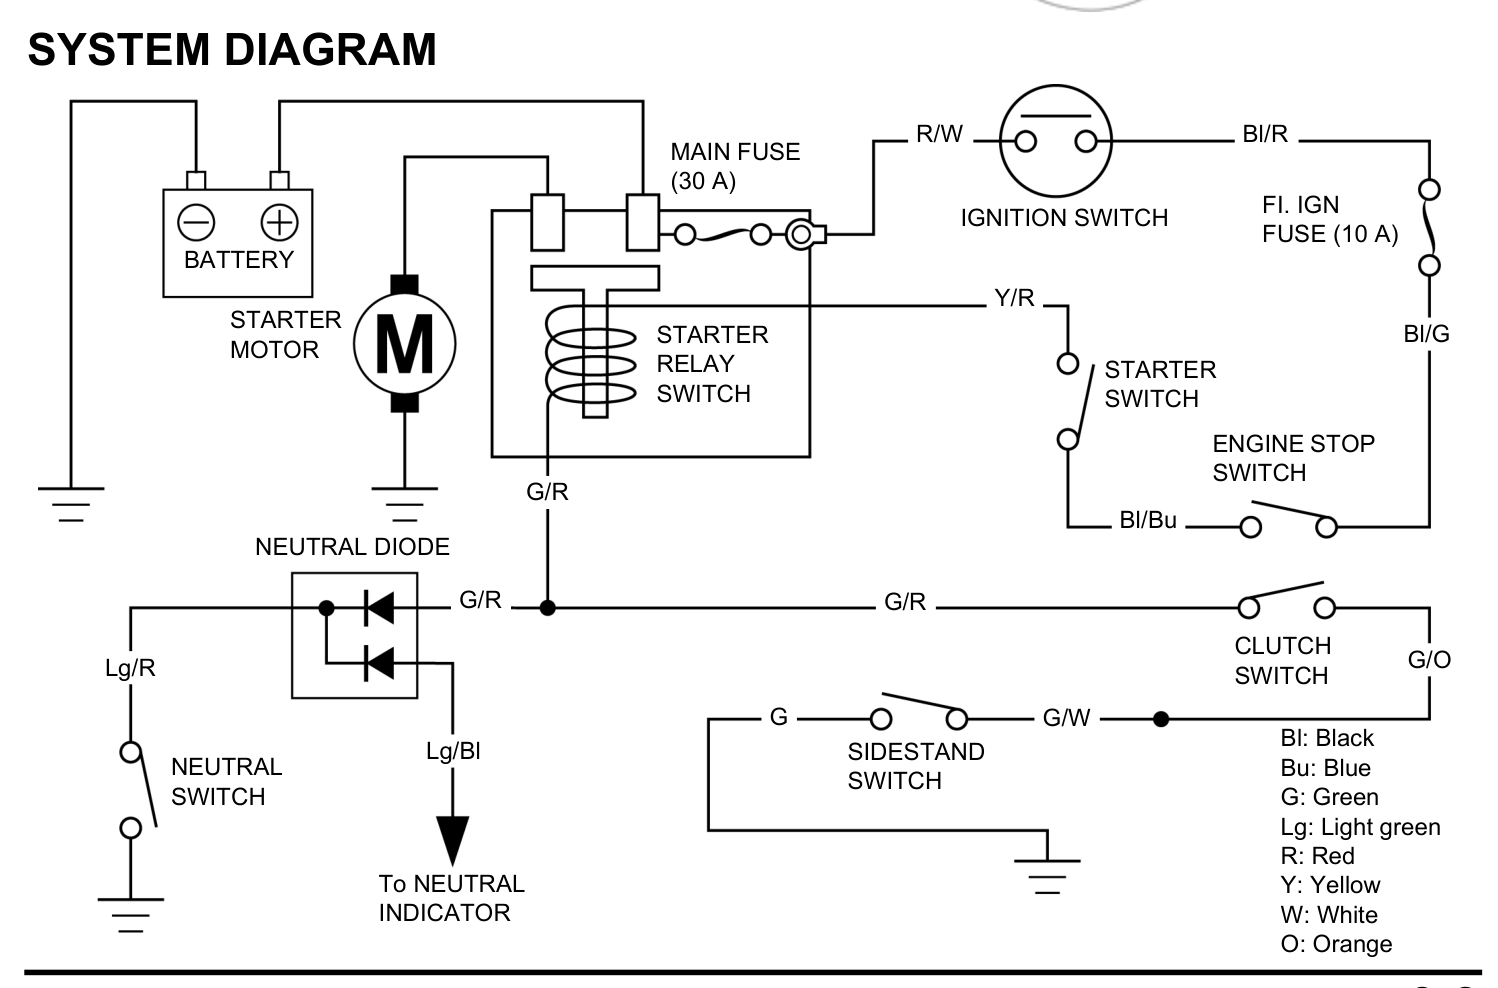 SYSTEM DIAGRAM
MAIN FUSE
(30 A)
R/W
Bl/R
IGNITION SWITCH
FI. IGN
FUSE (10 A)
BATTERY
STARTER
MOTOR
M
STARTER
RELAY
SWITCH
Y/R
Bl/G
STARTER
SWITCH
ENGINE STOP
SWITCH
G/R
Bl/Bu
NEUTRAL DIODE
G/R
G/R
CLUTCH
SWITCH
G/O
Lg/R
G
G/W
SIDESTAND
SWITCH
Lg/Bl
NEUTRAL
SWITCH
To NEUTRAL
INDICATOR
Bl: Black
Bu: Blue
G: Green
Lg: Light green
R: Red
Y: Yellow
W: White
O: Orange